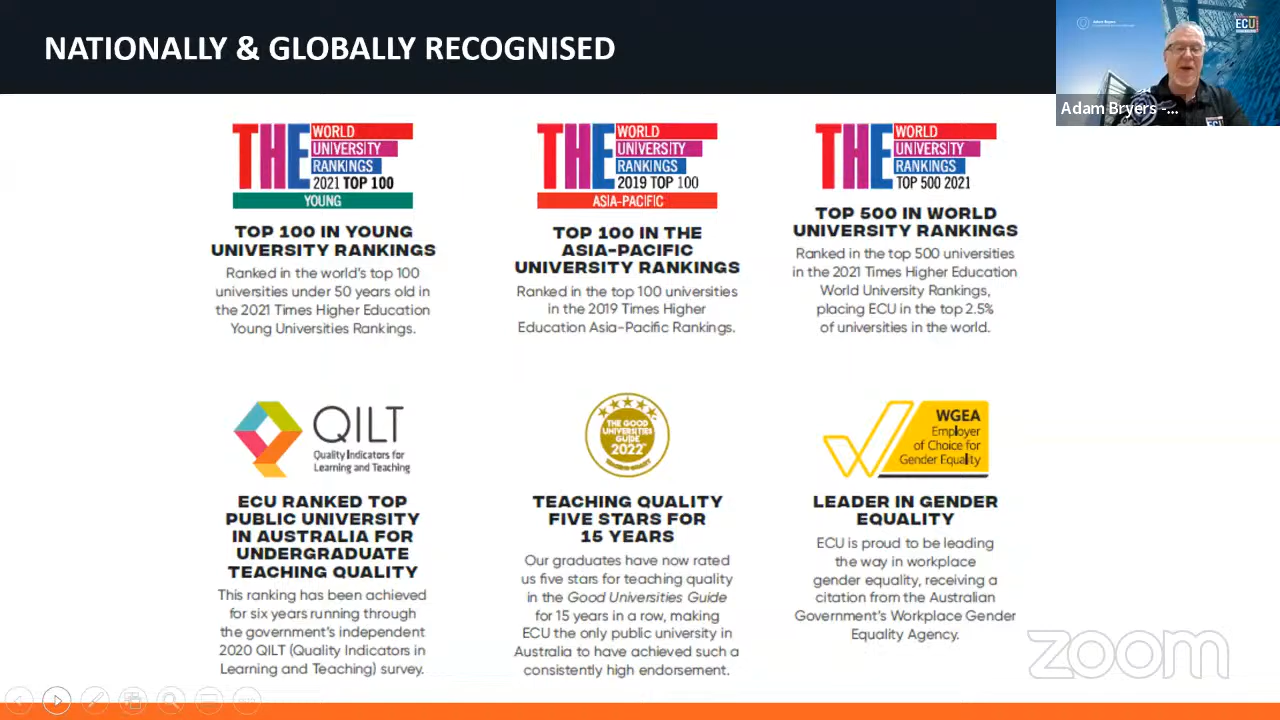 NATIONALLY & GLOBALLY RECOGNISED
ECU
Adam Bryers -...
ECU
THE
WORLD
UNIVERSITY
RANKINGS
2021 TOP 100
YOUNG
TOP 100 IN YOUNG
UNIVERSITY RANKINGS
Ranked in the world's top 100
universities under 50 years old in
the 2021 Times Higher Education
Young Universities Rankings.
THE
WORLD
UNIVERSITY
RANKINGS
2019 TOP 100
ASIA-PACIFIC
TOP 100 IN THE
ASIA-PACIFIC
UNIVERSITY RANKINGS
Ranked in the top 100 universities
in the 2019 Times Higher
Education Asia-Pacific Rankings.
THE
WORLD
UNIVERSITY
RANKINGS
TOP 500 2021
TOP 500 IN WORLD
UNIVERSITY RANKINGS
Ranked in the top 500 universities
in the 2021 Times Higher Education
World University Rankings,
placing ECU in the top 2.5%
of universities in the world.
QILT
Quality Indicators for
Learning and Teaching
ECU RANKED TOP
PUBLIC UNIVERSITY
IN AUSTRALIA FOR
UNDERGRADUATE
TEACHING QUALITY
This ranking has been achieved
for six years running through
the government's independent
2020 QILT (Quality Indicators in
Learning and Teaching) survey.
THE GOOD
UNIVERSITIES
GUIDE
2022
TEACHING QUALITY
FIVE STARS FOR
15 YEARS
Our graduates have now rated
us five stars for teaching quality
in the Good Universities Guide
for 15 years in a row, making
ECU the only public university in
Australia to have achieved such a
consistently high endorsement.
WGEA
Employer
of Choice for
Gender Equality
LEADER IN GENDER
EQUALITY
ECU is proud to be leading
the way in workplace
gender equality, receiving a
citation from the Australian
Government's Workplace Gender
Equality Agency.
zoom